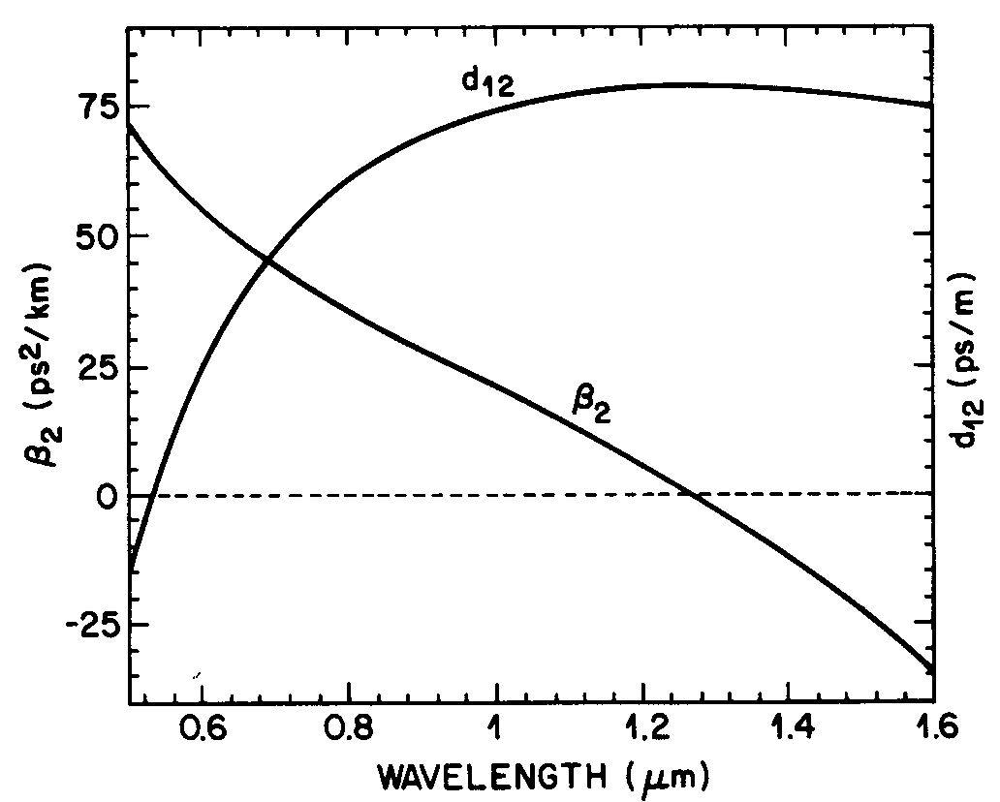 d₁₂
75
50
25
0
-25
β₂ (ps²/km)
β₂
d₁₂ (ps/m)
0.6 0.8 1 1.2 1.4 1.6
WAVELENGTH (μm)